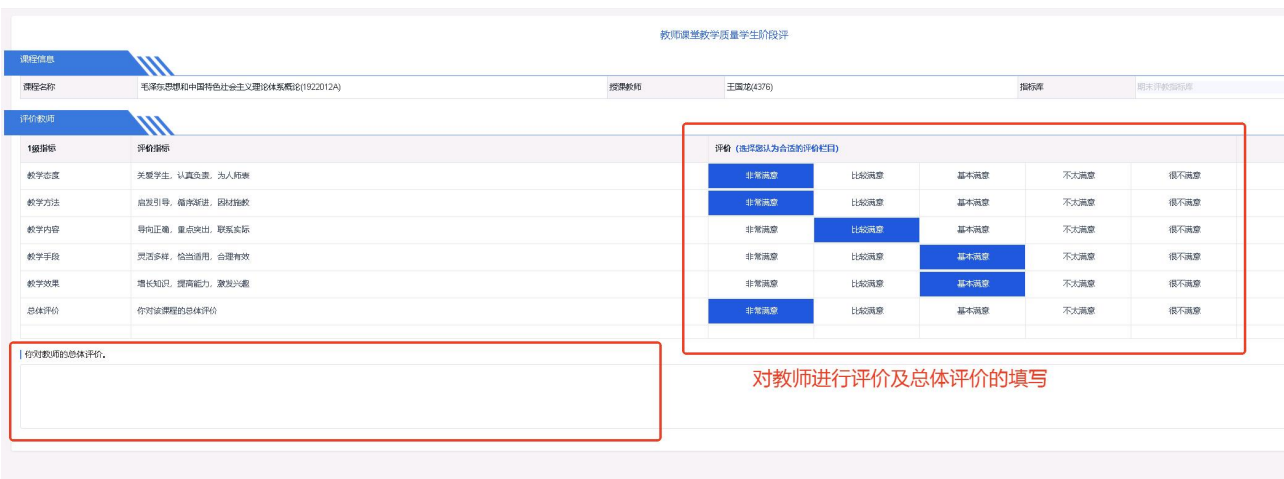 教师课堂教学质量学生阶段评
课程信息
课程名称 毛泽东思想和中国特色社会主义理论体系概论(1922012A) 授课教师 王国龙(4376) 指标库 期末评教指标库
评价教师
1级指标 评价指标 评价 (选择您认为合适的评价栏目)
教学态度 关爱学生，认真负责，为人师表 非常满意 比较满意 基本满意 不太满意 很不满意
教学方法 启发引导，循序渐进，因材施教 非常满意 比较满意 基本满意 不太满意 很不满意
教学内容 导向正确，重点突出，联系实际 非常满意 比较满意 基本满意 不太满意 很不满意
教学手段 灵活多样，恰当适用，合理有效 非常满意 比较满意 基本满意 不太满意 很不满意
教学效果 增长知识，提高能力，激发兴趣 非常满意 比较满意 基本满意 不太满意 很不满意
总体评价 你对该课程的总体评价 非常满意 比较满意 基本满意 不太满意 很不满意
你对教师的总体评价。
对教师进行评价及总体评价的填写